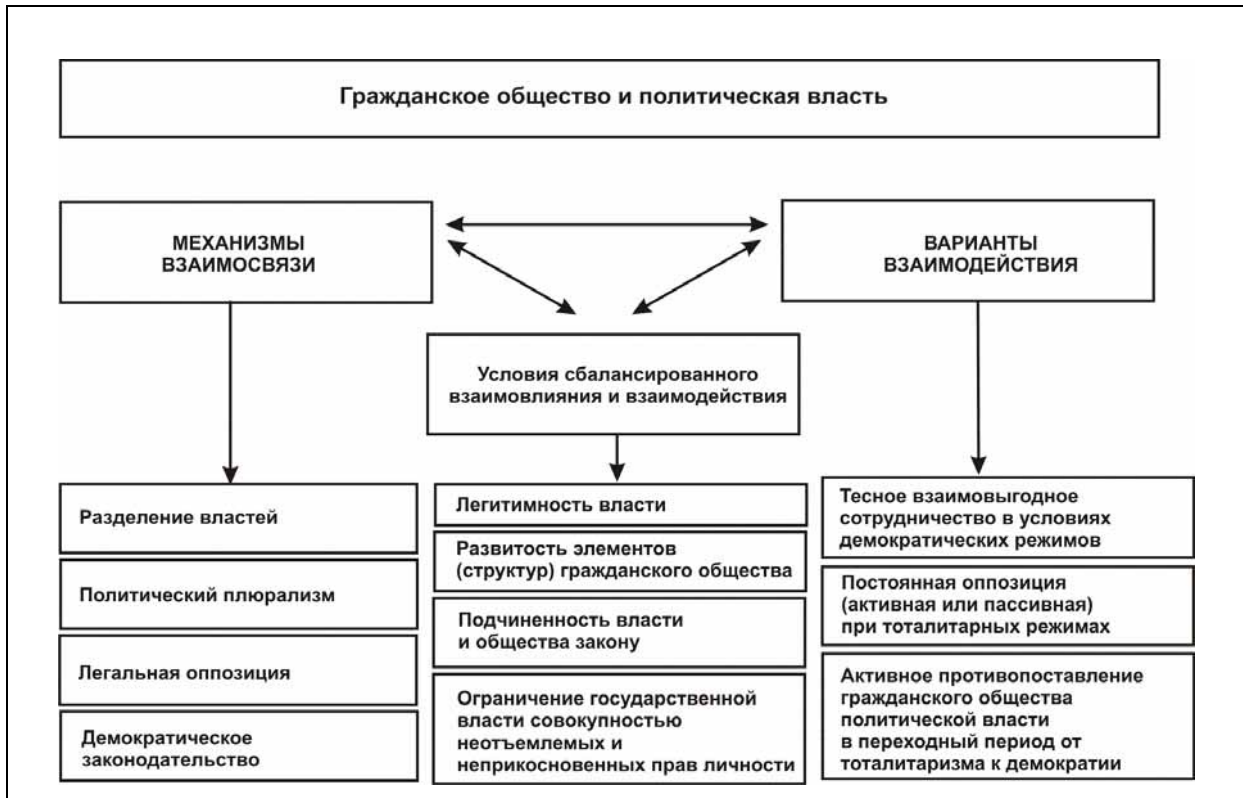 Гражданское общество и политическая власть
МЕХАНИЗМЫ
ВЗАИМОСВЯЗИ
ВАРИАНТЫ
ВЗАИМОДЕЙСТВИЯ
Условия сбалансированного
взаимовлияния и взаимодействия
Разделение властей
Политический плюрализм
Легальная оппозиция
Демократическое
законодательство
Легитимность власти
Развитость элементов
(структур) гражданского общества
Подчиненность власти
и общества закону
Ограничение государственной
власти совокупностью
неотъемлемых и
неприкосновенных прав личности
Тесное взаимовыгодное
сотрудничество в условиях
демократических режимов
Постоянная оппозиция
(активная или пассивная)
при тоталитарных режимах
Активное противопоставление
гражданского общества
политической власти
в переходный период от
тоталитаризма к демократии